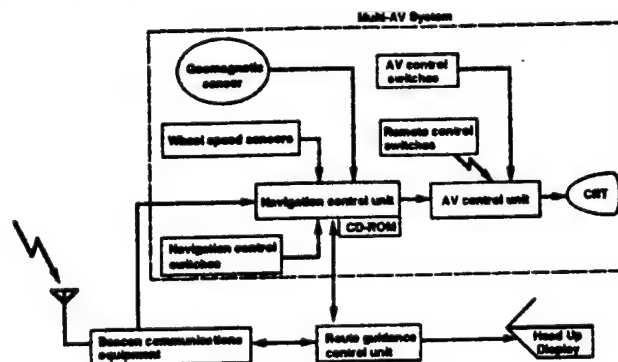 Multi-AV System
Geomagnetic
sensor
AV control
switches
Wheel speed sensors
Remote control
switches
Navigation control unit
AV control unit
CRT
CD-ROM
Navigation control
switches
Beacon communications
equipment
Route guidance
control unit
Head Up
Display